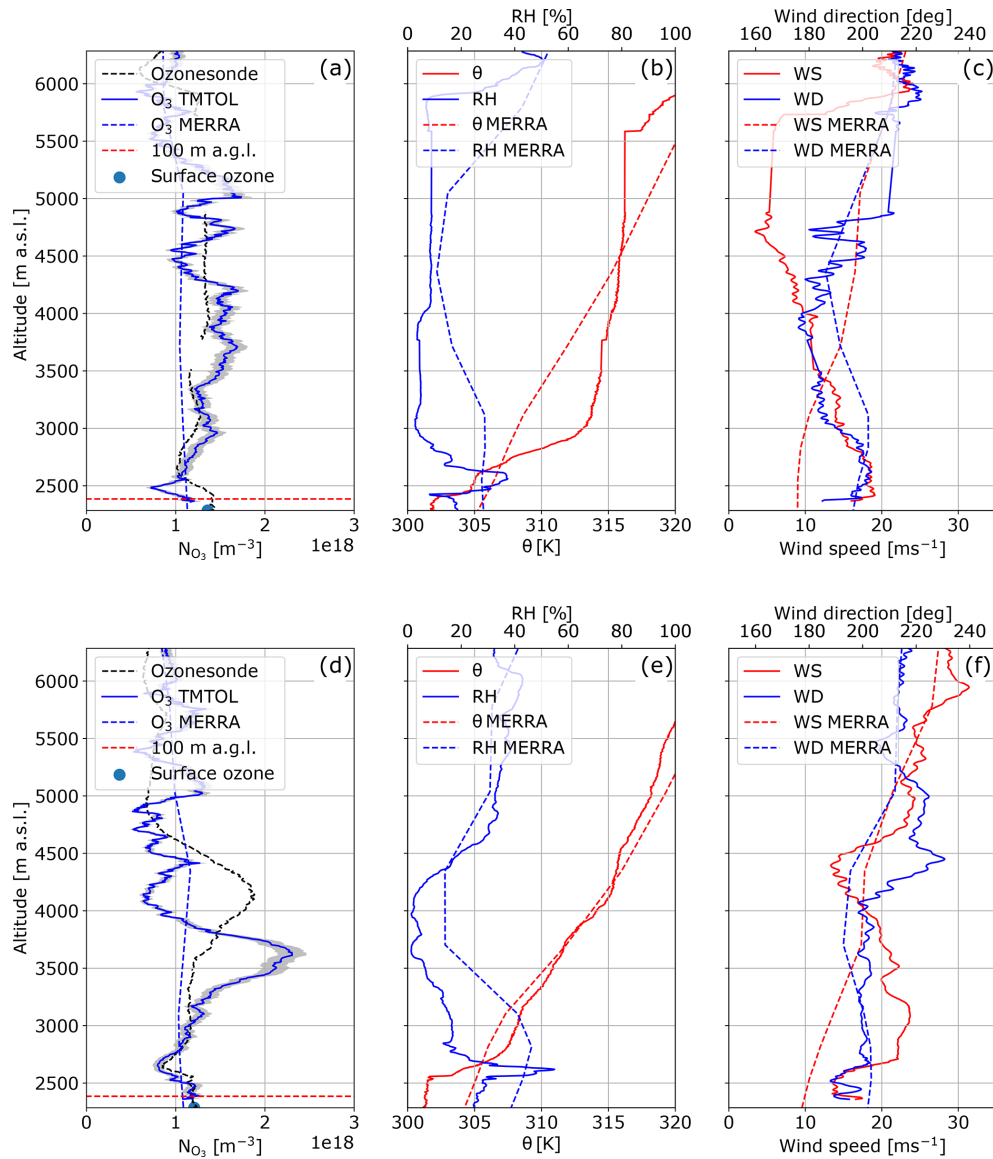 RH [%]
Wind direction [deg]
0 20 40 60 80 100
160 180 200 220 240
(a)
(b)
(c)
Ozonesonde
O3 TMTOL
O3 MERRA
100 m a.g.l.
Surface ozone
θ
RH
θ MERRA
RH MERRA
WS
WD
WS MERRA
WD MERRA
Altitude [m a.s.l.]
6000
5500
5000
4500
4000
3500
3000
2500
0 1 2 3
300 305 310 315 320
0 10 20 30
NO3 [m−3]
1e18
θ [K]
Wind speed [ms−1]
RH [%]
Wind direction [deg]
0 20 40 60 80 100
160 180 200 220 240
(d)
(e)
(f)
Ozonesonde
O3 TMTOL
O3 MERRA
100 m a.g.l.
Surface ozone
θ
RH
θ MERRA
RH MERRA
WS
WD
WS MERRA
WD MERRA
Altitude [m a.s.l.]
6000
5500
5000
4500
4000
3500
3000
2500
0 1 2 3
300 305 310 315 320
0 10 20 30
NO3 [m−3]
1e18
θ [K]
Wind speed [ms−1]